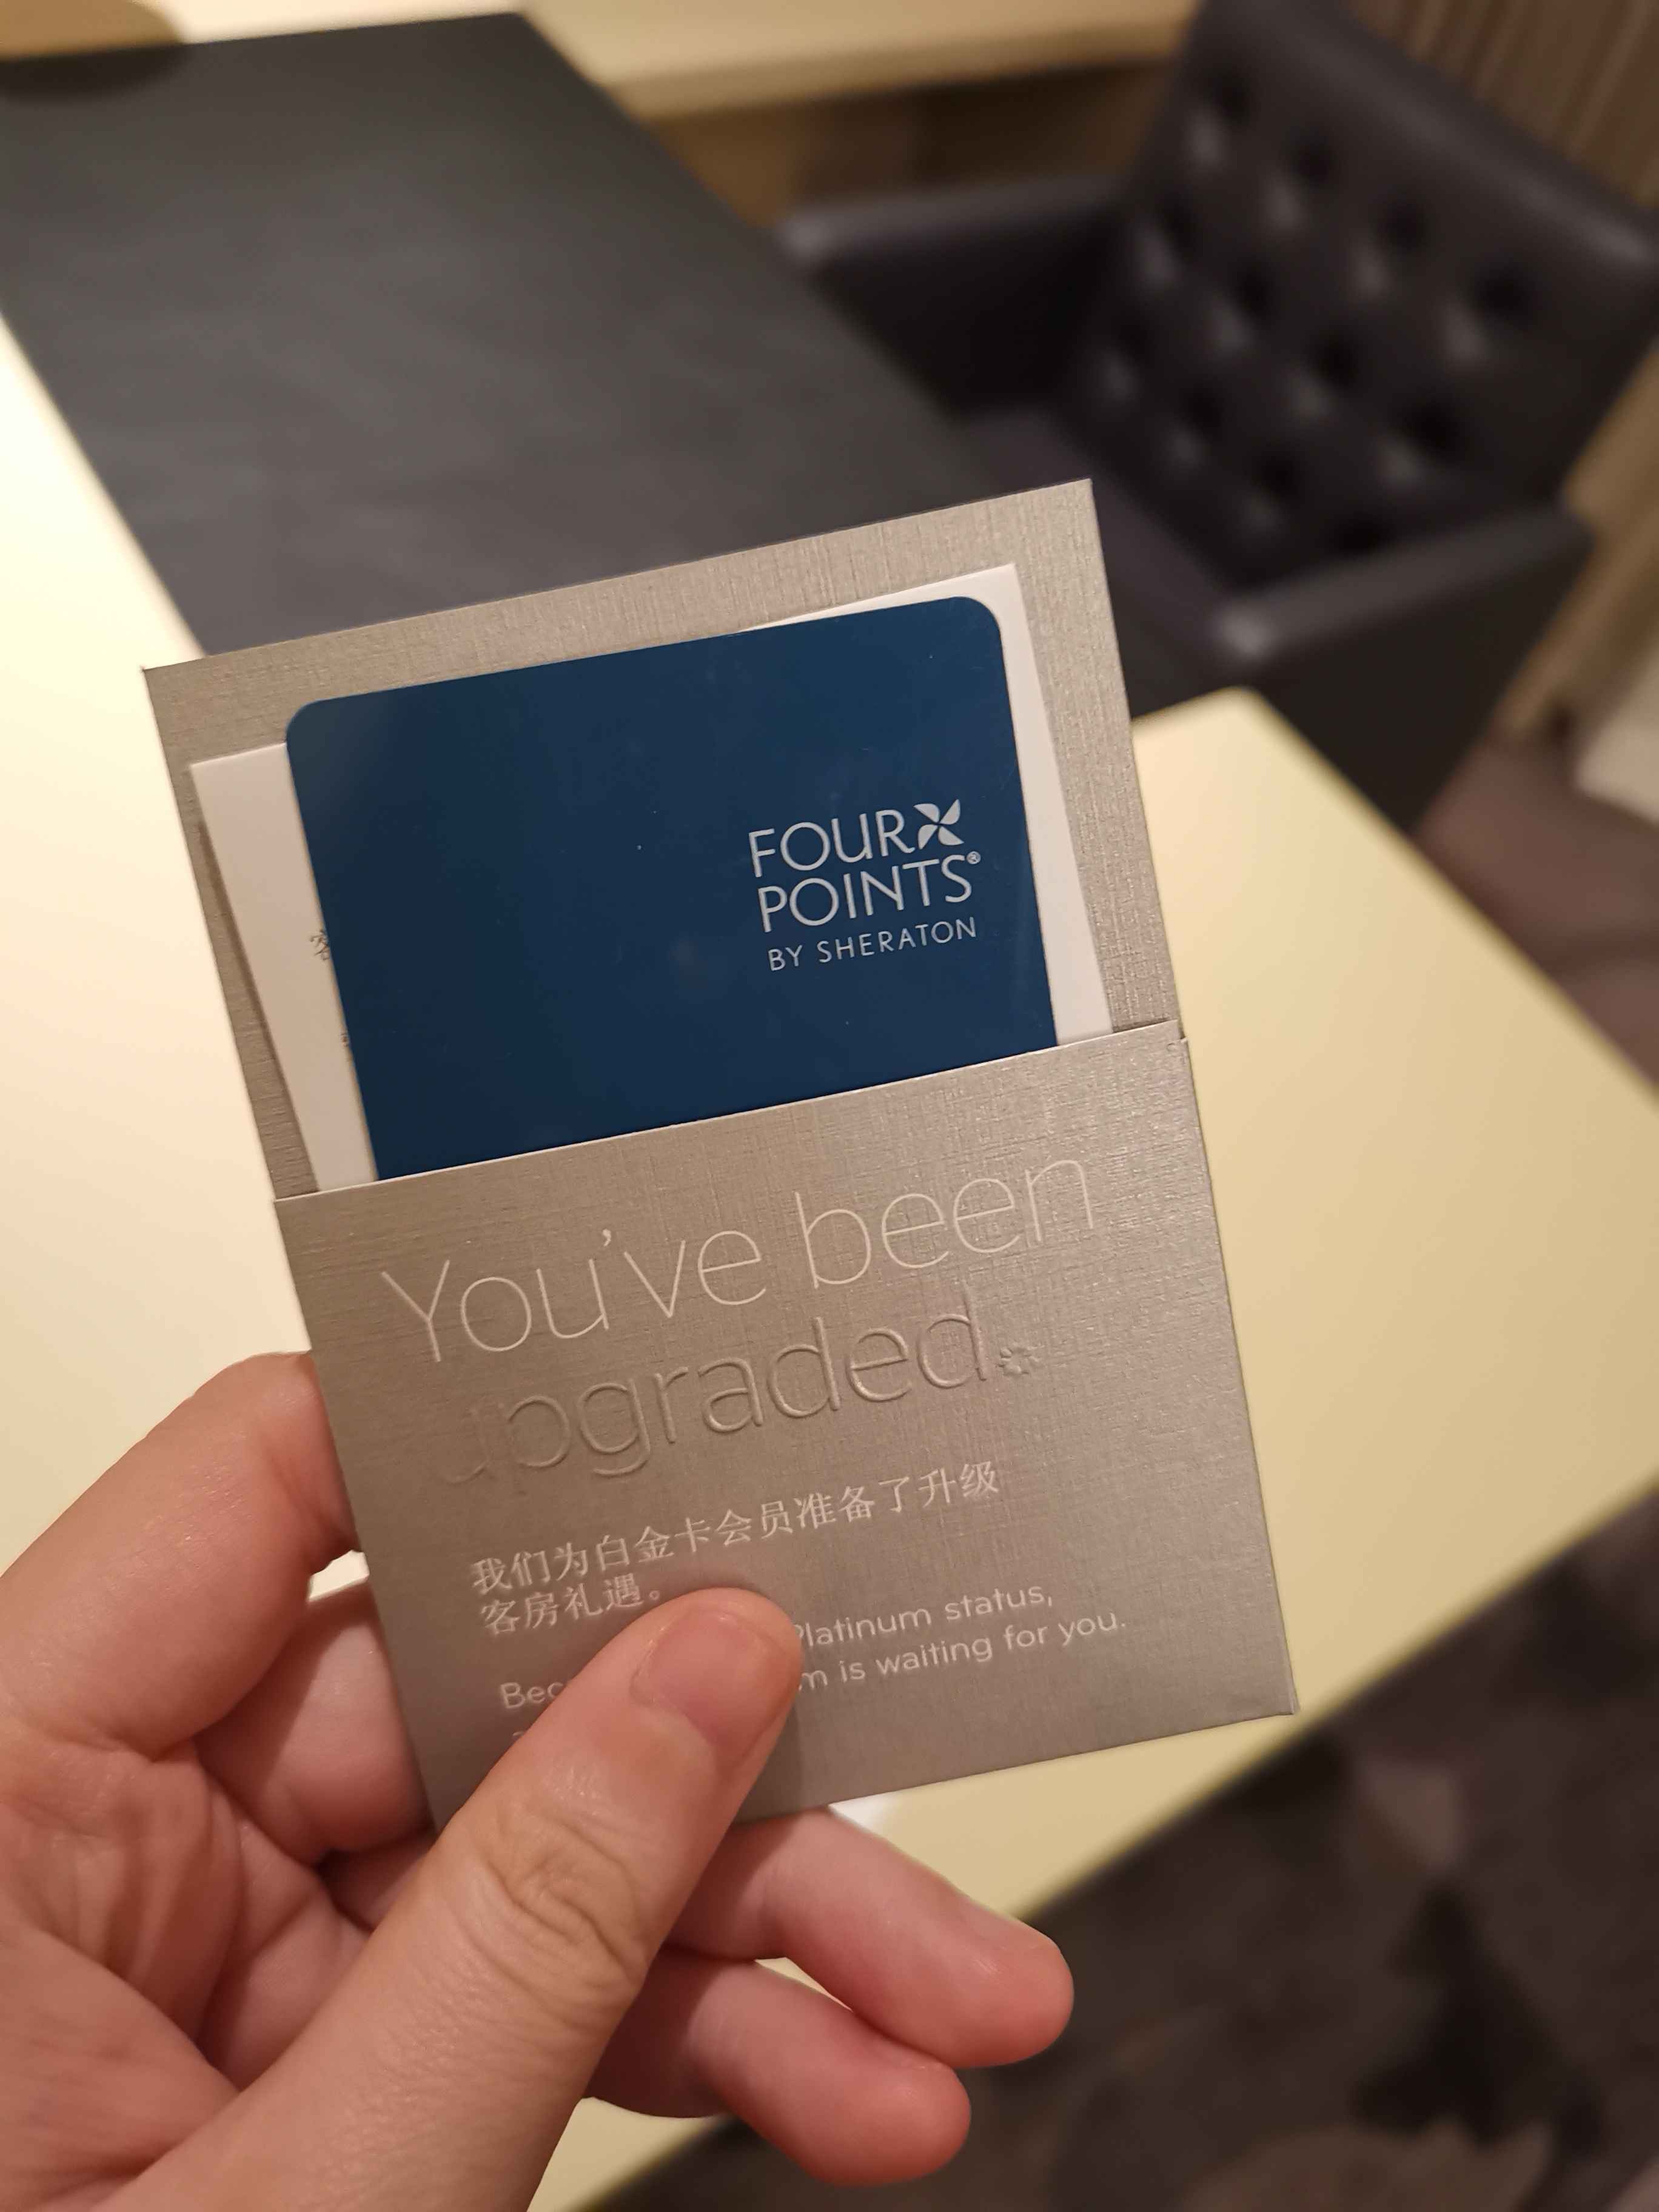 FOUR
POINTS®
BY SHERATON
You've been
upgraded.
我们为白金卡会员准备了升级
客房礼遇。
Platinum status,
is waiting for you.